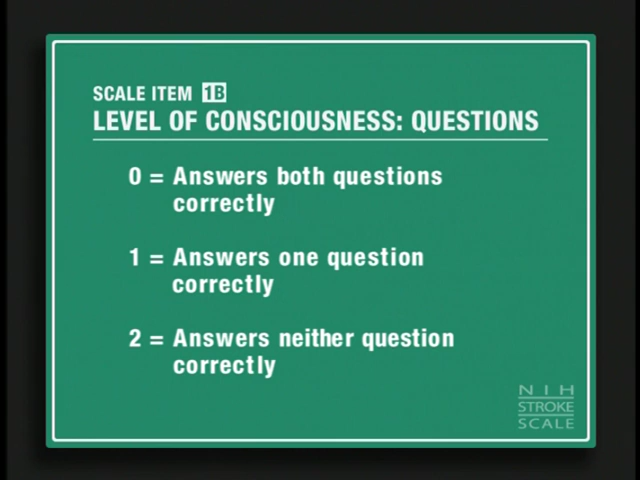 SCALE ITEM 1B
LEVEL OF CONSCIOUSNESS: QUESTIONS
0 = Answers both questions
correctly
1 = Answers one question
correctly
2 = Answers neither question
correctly
NIH
STROKE
SCALE